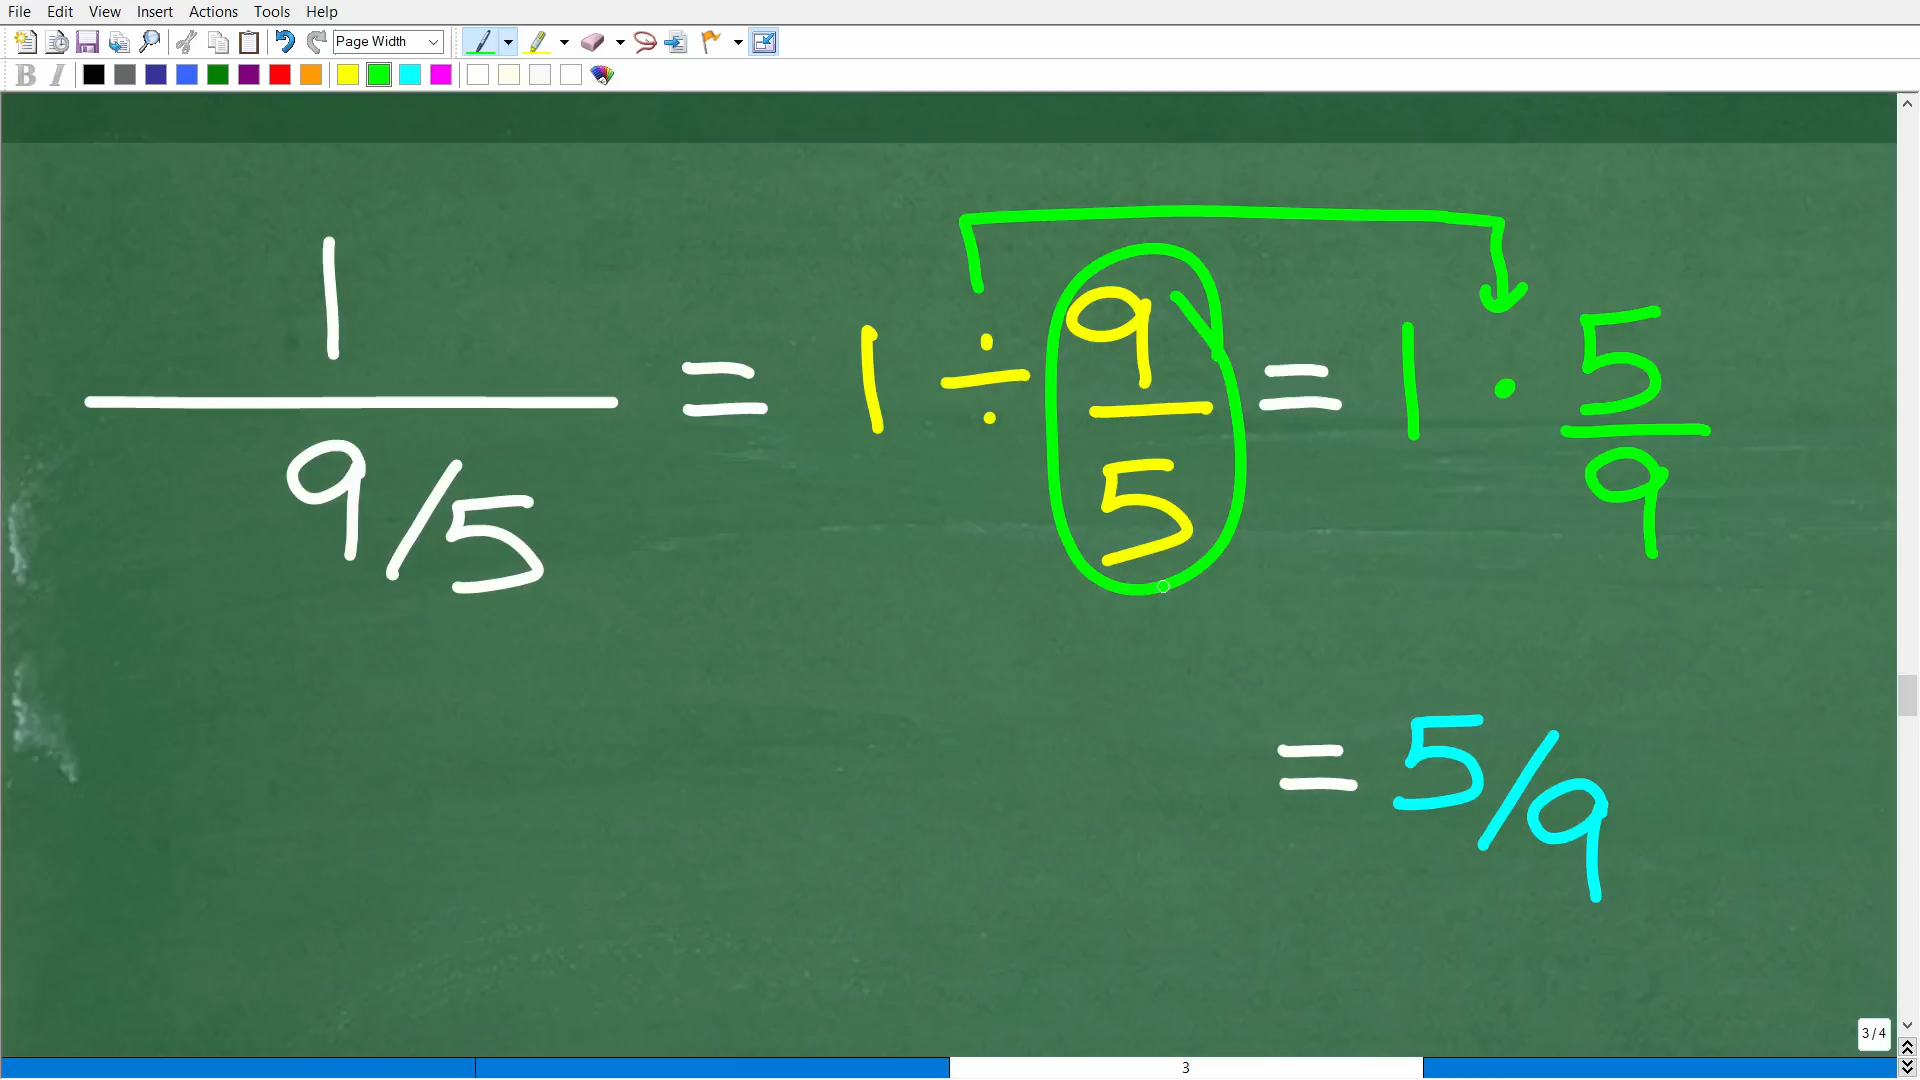 File Edit View Insert Actions Tools Help
Page Width
B I
1 / 9/5 = 1 ÷ 9/5 = 1 · 5/9
= 5/9
3 / 4
3